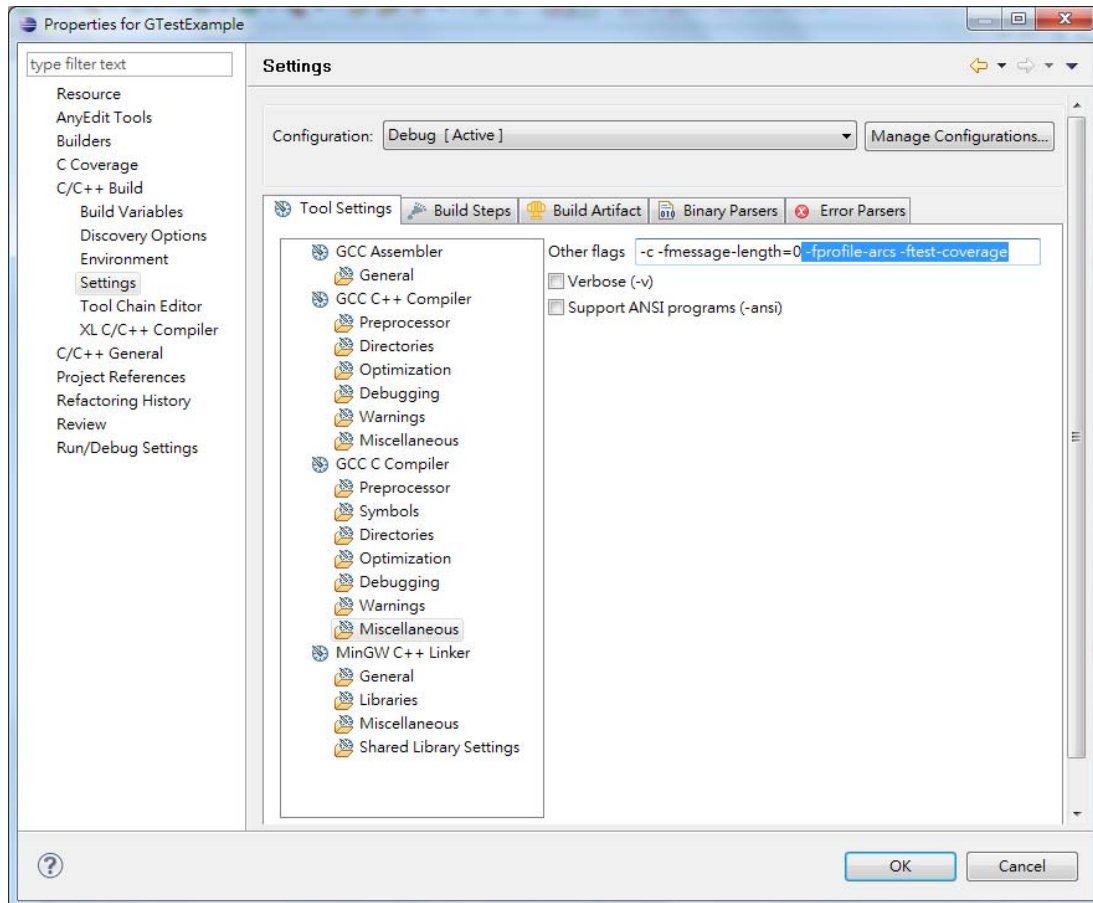 Properties for GTestExample
type filter text
Resource
AnyEdit Tools
Builders
C Coverage
C/C++ Build
Build Variables
Discovery Options
Environment
Settings
Tool Chain Editor
XL C/C++ Compiler
C/C++ General
Project References
Refactoring History
Review
Run/Debug Settings
Settings
Configuration: Debug [ Active ] Manage Configurations...
Tool Settings Build Steps Build Artifact Binary Parsers Error Parsers
GCC Assembler
General
GCC C++ Compiler
Preprocessor
Directories
Optimization
Debugging
Warnings
Miscellaneous
GCC C Compiler
Preprocessor
Symbols
Directories
Optimization
Debugging
Warnings
Miscellaneous
MinGW C++ Linker
General
Libraries
Miscellaneous
Shared Library Settings
Other flags -c -fmessage-length=0 -fprofile-arcs -ftest-coverage
Verbose (-v)
Support ANSI programs (-ansi)
OK Cancel